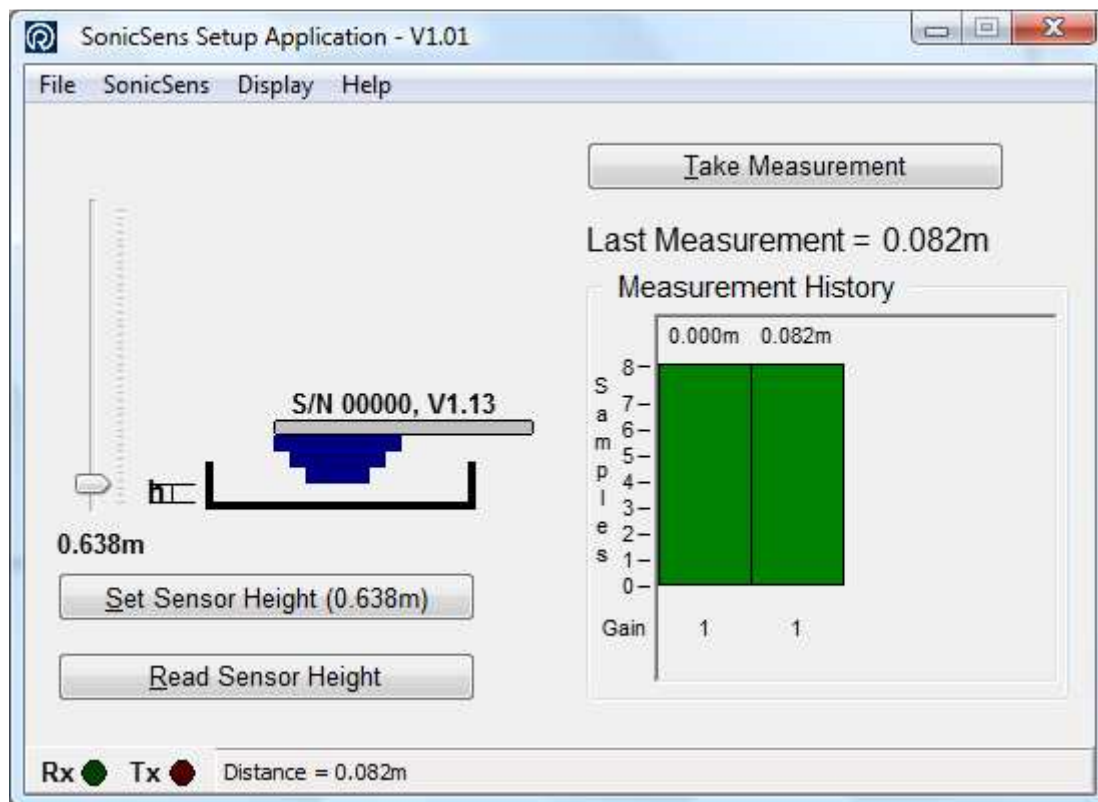 SonicSens Setup Application - V1.01
File SonicSens Display Help
Take Measurement
Last Measurement = 0.082m
Measurement History
0.000m 0.082m
Samples
8
7
6
5
4
3
2
1
0
Gain 1 1
S/N 00000, V1.13
h
0.638m
Set Sensor Height (0.638m)
Read Sensor Height
Rx Tx Distance = 0.082m